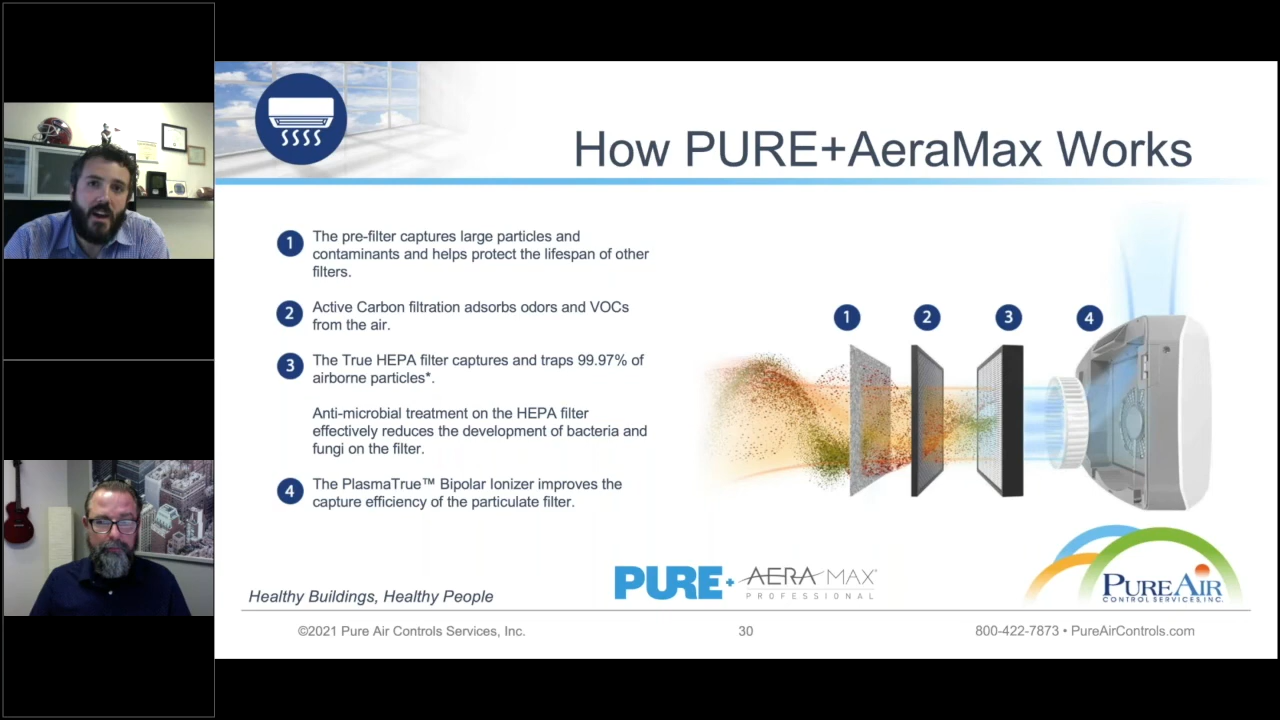 How PURE+AeraMax Works
1
The pre-filter captures large particles and
contaminants and helps protect the lifespan of other
filters.
2
Active Carbon filtration adsorbs odors and VOCs
from the air.
3
The True HEPA filter captures and traps 99.97% of
airborne particles*.
Anti-microbial treatment on the HEPA filter
effectively reduces the development of bacteria and
fungi on the filter.
4
The PlasmaTrue™ Bipolar Ionizer improves the
capture efficiency of the particulate filter.
1 2 3 4
PURE+ AERA MAX®
PROFESSIONAL
PURE AIR
CONTROL SERVICES, INC.
Healthy Buildings, Healthy People
©2021 Pure Air Controls Services, Inc. 30 800-422-7873 • PureAirControls.com